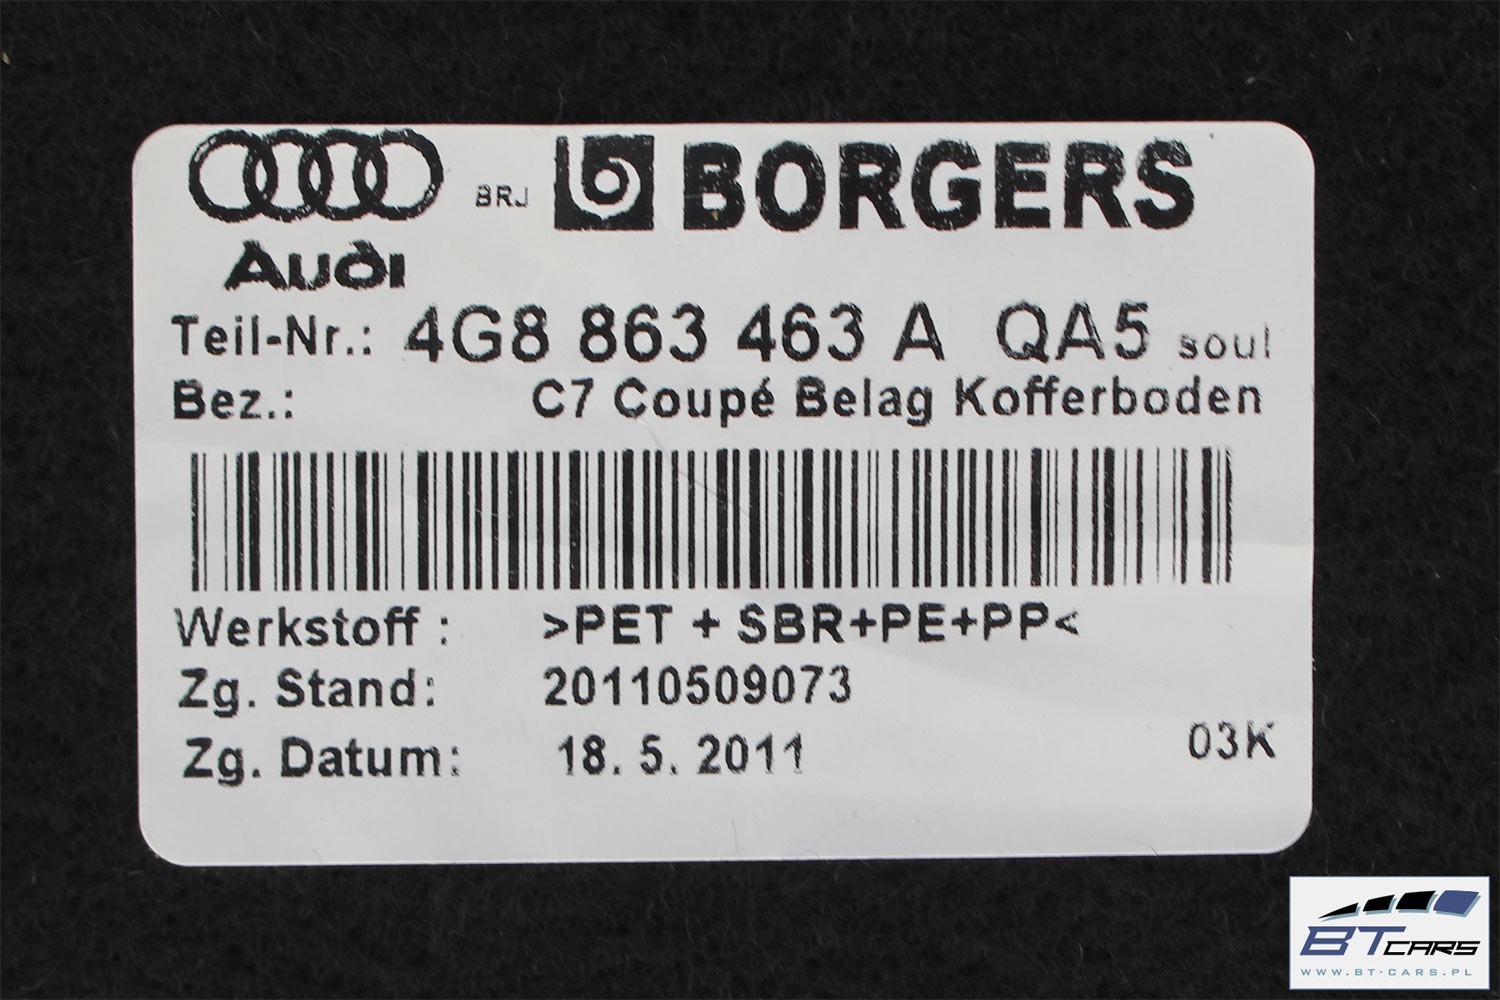 BRJ BORGERS
Audi
Teil-Nr.: 4G8 863 463 A QA5 soul
Bez.: C7 Coupé Belag Kofferboden
Werkstoff : >PET + SBR+PE+PP<
Zg. Stand: 20110509073
Zg. Datum: 18. 5. 2011
03K
BT CARS
WWW.BT-CARS.PL